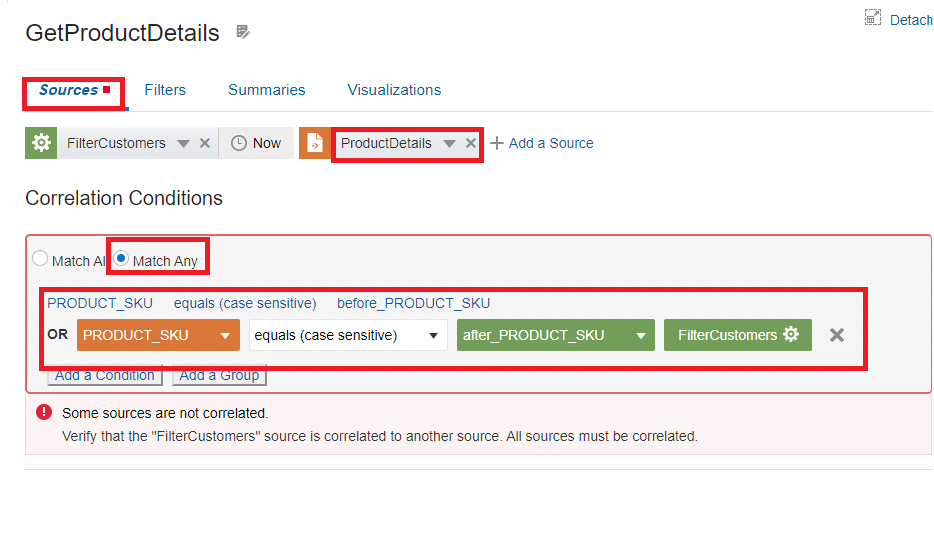 GetProductDetails
Detach
Sources Filters Summaries Visualizations
FilterCustomers Now ProductDetails Add a Source
Correlation Conditions
Match Al Match Any
PRODUCT_SKU equals (case sensitive) before_PRODUCT_SKU
OR PRODUCT_SKU equals (case sensitive) after_PRODUCT_SKU FilterCustomers
Add a Condition Add a Group
Some sources are not correlated.
Verify that the "FilterCustomers" source is correlated to another source. All sources must be correlated.